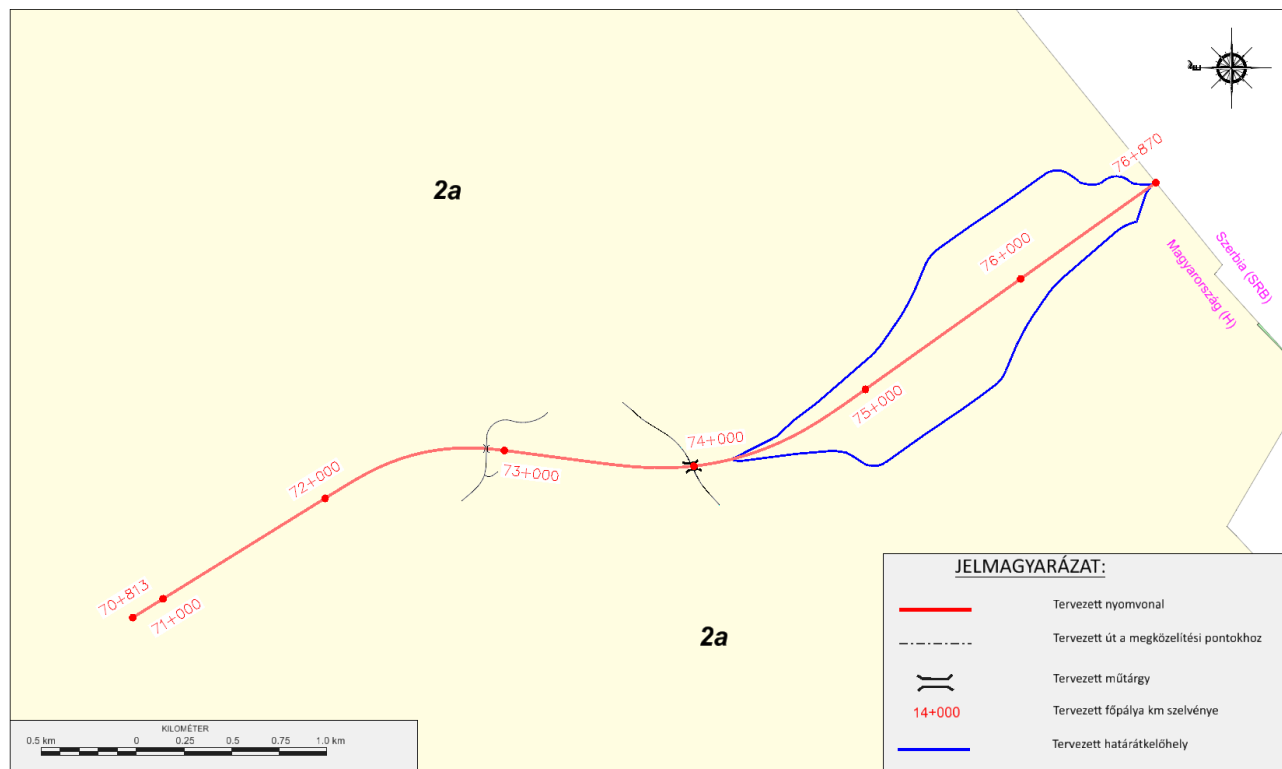 2a
76+870
76+000
Szerbia (SRB)
Magyarország (H)
75+000
74+000
73+000
72+000
70+813
71+000
2a
JELMAGYARÁZAT:
Tervezett nyomvonal
Tervezett út a megközelítési pontokhoz
Tervezett műtárgy
14+000 Tervezett főpálya km szelvénye
Tervezett határátkelőhely
KILOMÉTER
0.5 km 0 0.25 0.5 0.75 1.0 km